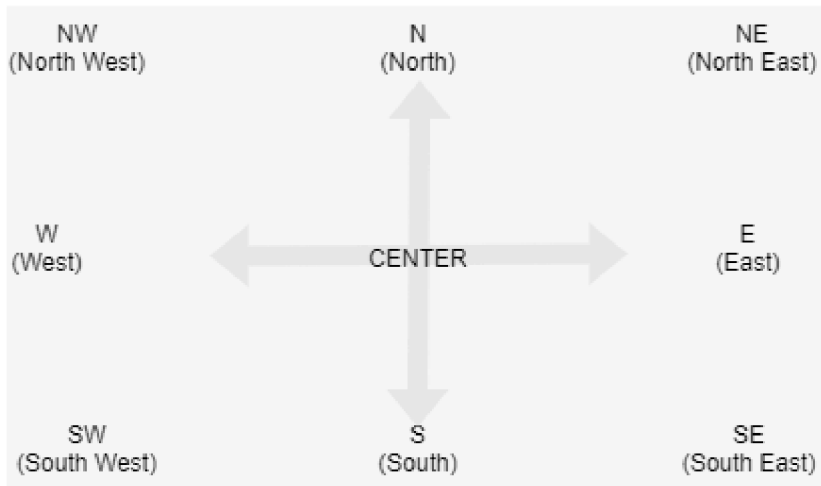 NW
(North West)
N
(North)
NE
(North East)
W
(West)
CENTER
E
(East)
SW
(South West)
S
(South)
SE
(South East)